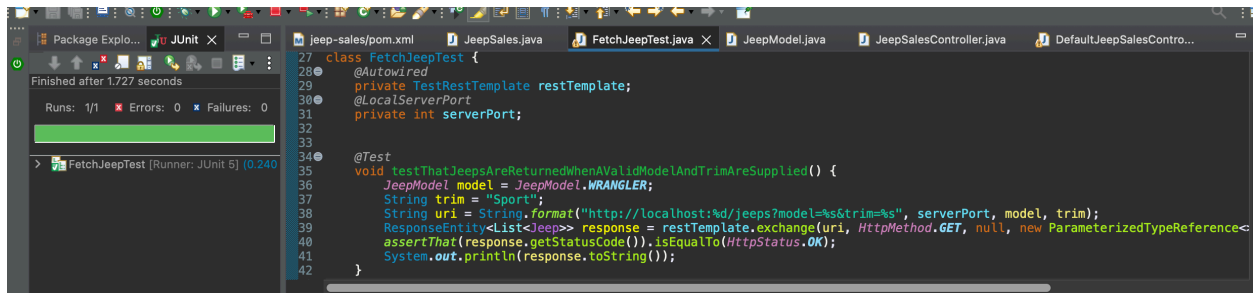 Package Explo...
JUnit
jeep-sales/pom.xml
JeepSales.java
FetchJeepTest.java
JeepModel.java
JeepSalesController.java
DefaultJeepSalesContro...
Finished after 1.727 seconds
Runs: 1/1 Errors: 0 Failures: 0
FetchJeepTest [Runner: JUnit 5] (0.240
27 class FetchJeepTest {
28 @Autowired
29 private TestRestTemplate restTemplate;
30 @LocalServerPort
31 private int serverPort;
32
33
34 @Test
35 void testThatJeepsAreReturnedWhenAValidModelAndTrimAreSupplied() {
36 JeepModel model = JeepModel.WRANGLER;
37 String trim = "Sport";
38 String uri = String.format("http://localhost:%d/jeeps?model=%s&trim=%s", serverPort, model, trim);
39 ResponseEntity<List<Jeep>> response = restTemplate.exchange(uri, HttpMethod.GET, null, new ParameterizedTypeReference<>
40 assertThat(response.getStatusCode()).isEqualTo(HttpStatus.OK);
41 System.out.println(response.toString());
42 }